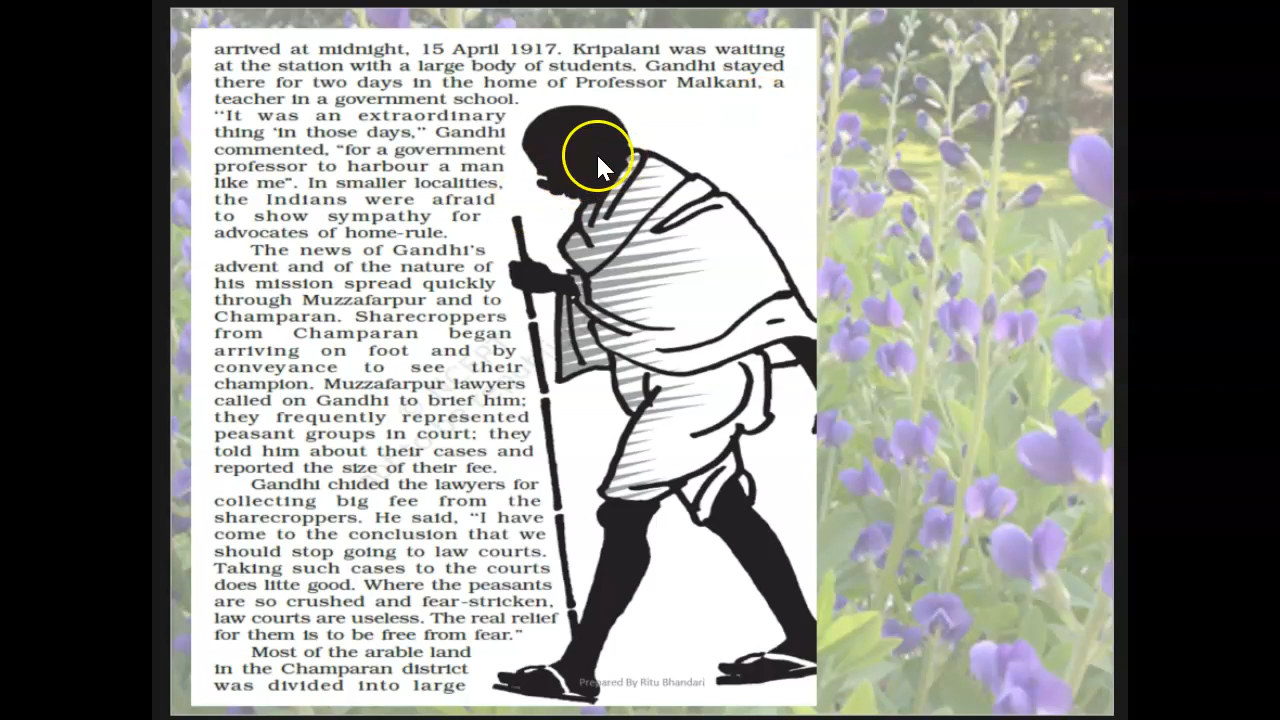 arrived at midnight, 15 April 1917. Kripalani was waiting
at the station with a large body of students. Gandhi stayed
there for two days in the home of Professor Malkani, a
teacher in a government school.
“It was an extraordinary
thing ‘in those days,” Gandhi
commented, “for a government
professor to harbour a man
like me”. In smaller localities,
the Indians were afraid
to show sympathy for
advocates of home-rule.
The news of Gandhi’s
advent and of the nature of
his mission spread quickly
through Muzzafarpur and to
Champaran. Sharecroppers
from Champaran began
arriving on foot and by
conveyance to see their
champion. Muzzafarpur lawyers
called on Gandhi to brief him;
they frequently represented
peasant groups in court; they
told him about their cases and
reported the size of their fee.
Gandhi chided the lawyers for
collecting big fee from the
sharecroppers. He said, “I have
come to the conclusion that we
should stop going to law courts.
Taking such cases to the courts
does litte good. Where the peasants
are so crushed and fear-stricken,
law courts are useless. The real relief
for them is to be free from fear.”
Most of the arable land
in the Champaran district
was divided into large
Prepared By Ritu Bhandari